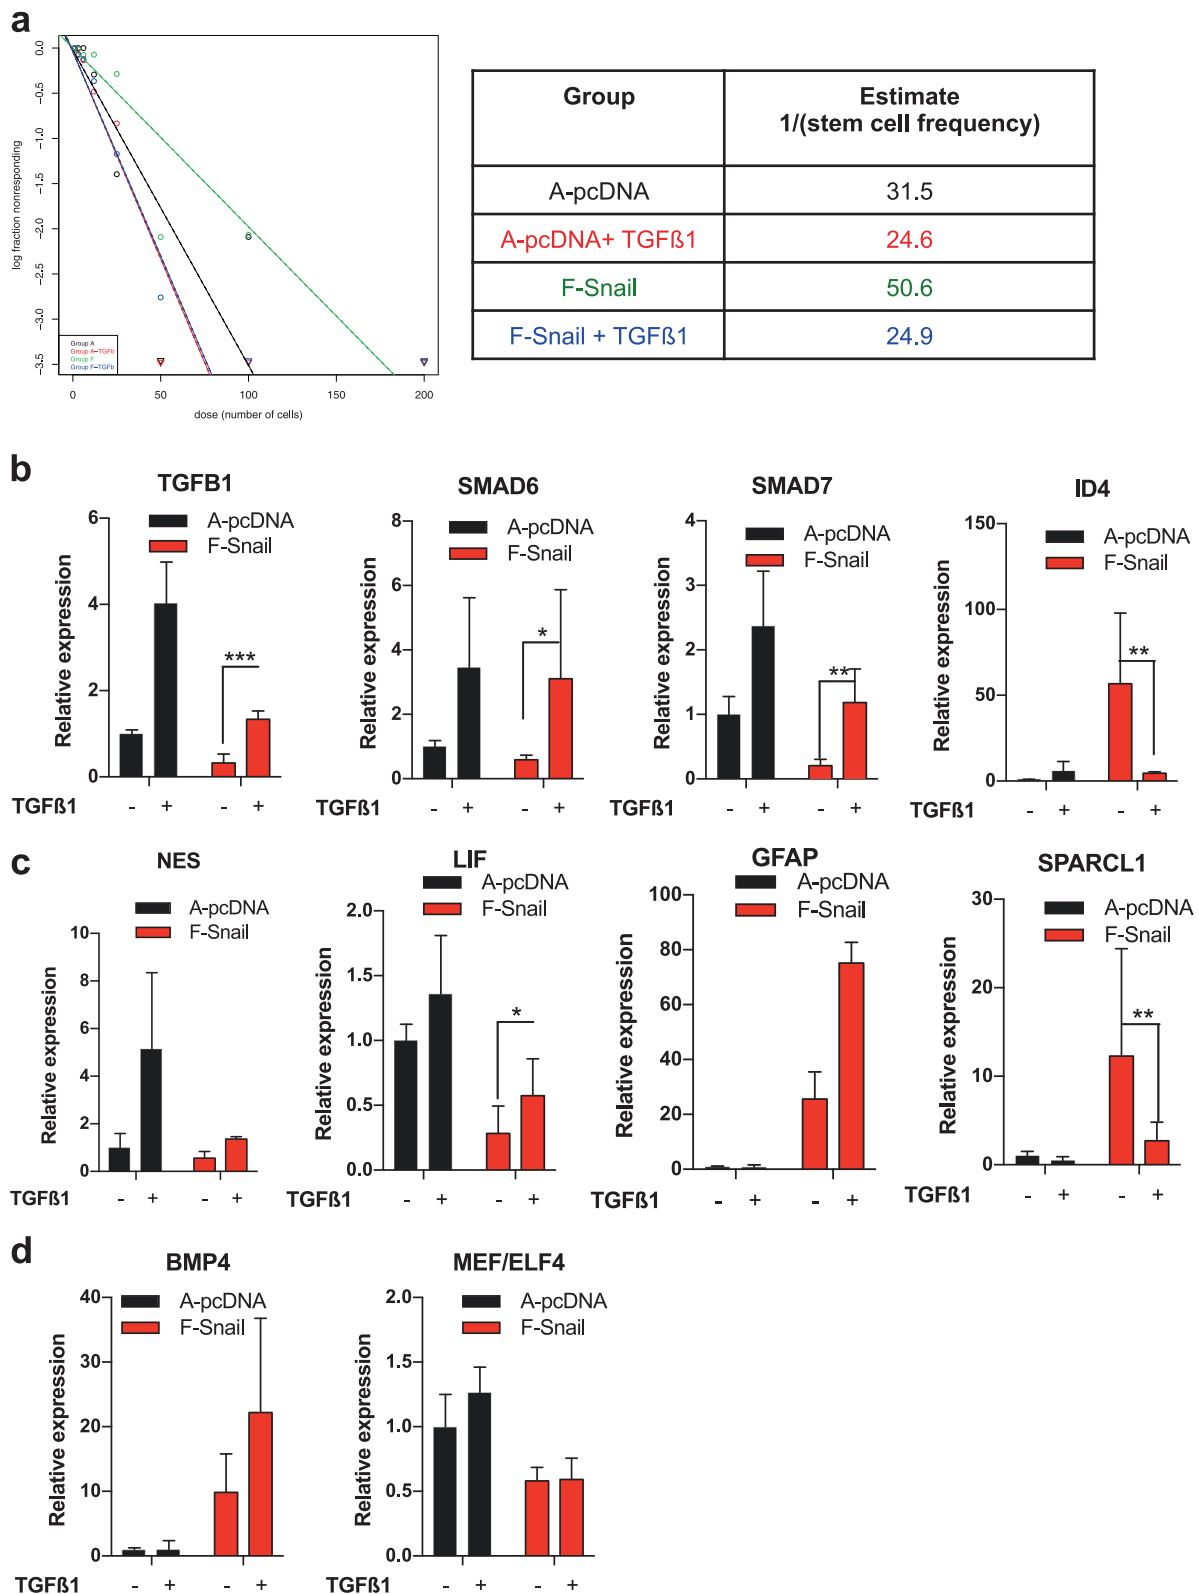 a
0.0
−0.5
−1.0
−1.5
−2.0
−2.5
−3.0
−3.5
log fraction nonresponding
Group A
Group A−TGFb
Group F
Group F−TGFb
0 50 100 150 200
dose (number of cells)
Group Estimate
1/(stem cell frequency)
A-pcDNA 31.5
A-pcDNA+ TGFß1 24.6
F-Snail 50.6
F-Snail + TGFß1 24.9
b
TGFB1
A-pcDNA
F-Snail
Relative expression
6
4
2
0
***
TGFß1 - + - +
SMAD6
A-pcDNA
F-Snail
Relative expression
8
6
4
2
0
*
TGFß1 - + - +
SMAD7
A-pcDNA
F-Snail
Relative expression
4
3
2
1
0
**
TGFß1 - + - +
ID4
A-pcDNA
F-Snail
Relative expression
150
100
50
0
**
TGFß1 - + - +
c
NES
A-pcDNA
F-Snail
Relative expression
10
8
6
4
2
0
TGFß1 - + - +
LIF
A-pcDNA
F-Snail
Relative expression
2.0
1.5
1.0
0.5
0.0
*
TGFß1 - + - +
GFAP
A-pcDNA
F-Snail
Relative expression
100
80
60
40
20
0
TGFß1 - + - +
SPARCL1
A-pcDNA
F-Snail
Relative expression
30
20
10
0
**
TGFß1 - + - +
d
BMP4
A-pcDNA
F-Snail
Relative expression
40
30
20
10
0
TGFß1 - + - +
MEF/ELF4
A-pcDNA
F-Snail
Relative expression
2.0
1.5
1.0
0.5
0.0
TGFß1 - + - +